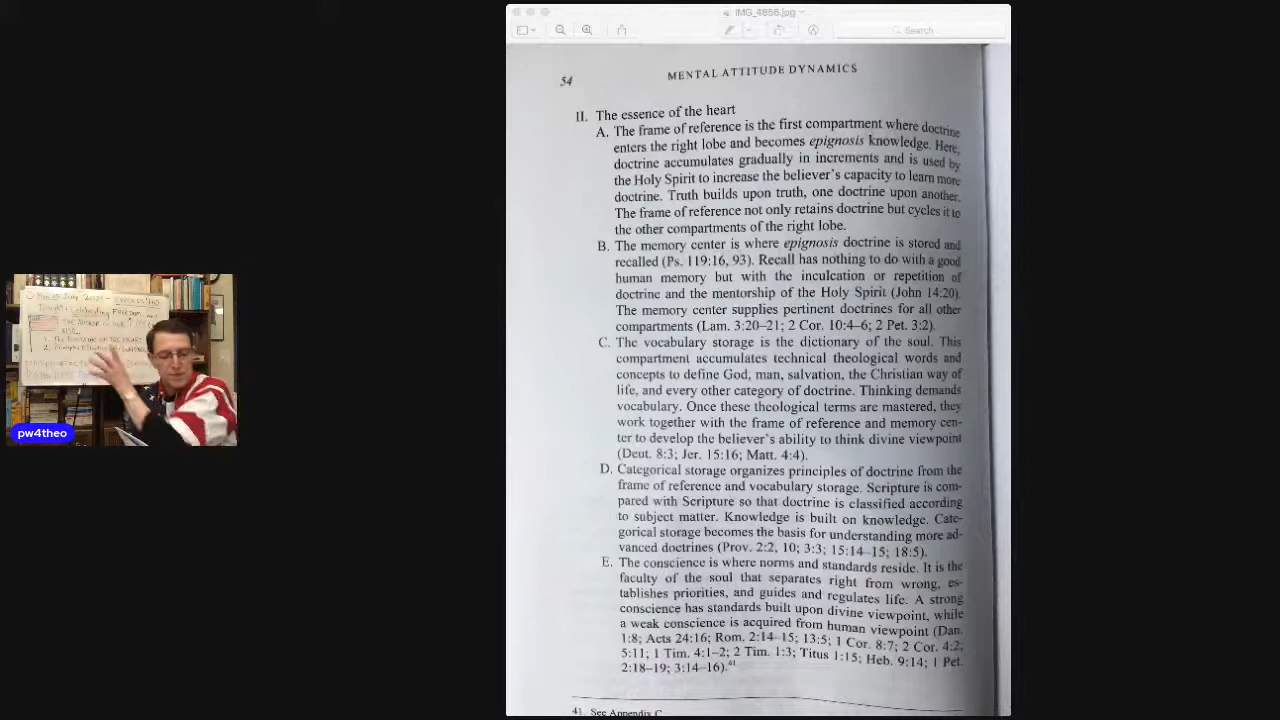 IMG_4856.jpg
Search
54
MENTAL ATTITUDE DYNAMICS
II. The essence of the heart
A. The frame of reference is the first compartment where doctrine
enters the right lobe and becomes epignosis knowledge. Here,
doctrine accumulates gradually in increments and is used by
the Holy Spirit to increase the believer's capacity to learn more
doctrine. Truth builds upon truth, one doctrine upon another.
The frame of reference not only retains doctrine but cycles it to
the other compartments of the right lobe.
B. The memory center is where epignosis doctrine is stored and
recalled (Ps. 119:16, 93). Recall has nothing to do with a good
human memory but with the inculcation or repetition of
doctrine and the mentorship of the Holy Spirit (John 14:20).
The memory center supplies pertinent doctrines for all other
compartments (Lam. 3:20–21; 2 Cor. 10:4–6; 2 Pet. 3:2).
C. The vocabulary storage is the dictionary of the soul. This
compartment accumulates technical theological words and
concepts to define God, man, salvation, the Christian way of
life, and every other category of doctrine. Thinking demands
vocabulary. Once these theological terms are mastered, they
work together with the frame of reference and memory cen-
ter to develop the believer's ability to think divine viewpoint
(Deut. 8:3; Jer. 15:16; Matt. 4:4).
D. Categorical storage organizes principles of doctrine from the
frame of reference and vocabulary storage. Scripture is com-
pared with Scripture so that doctrine is classified according
to subject matter. Knowledge is built on knowledge. Cate-
gorical storage becomes the basis for understanding more ad-
vanced doctrines (Prov. 2:2, 10; 3:3; 15:14–15; 18:5).
E. The conscience is where norms and standards reside. It is the
faculty of the soul that separates right from wrong, es-
tablishes priorities, and guides and regulates life. A strong
conscience has standards built upon divine viewpoint, while
a weak conscience is acquired from human viewpoint (Dan.
1:8; Acts 24:16; Rom. 2:14–15; 13:5; 1 Cor. 8:7; 2 Cor. 4:2;
5:11; 1 Tim. 4:1–2; 2 Tim. 1:3; Titus 1:15; Heb. 9:14; 1 Pet.
2:18–19; 3:14–16).41
41. See Appendix C
pw4theo